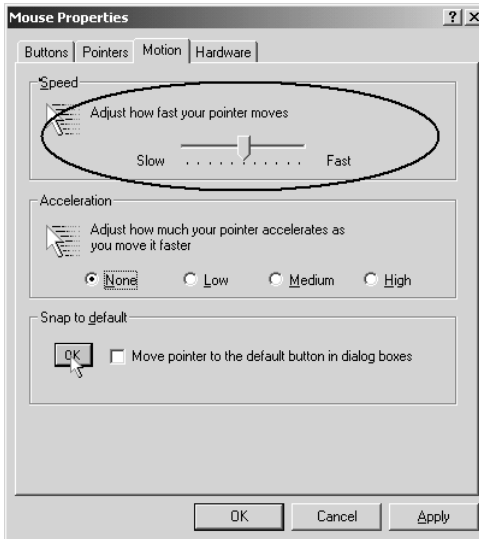 Mouse Properties ? x
Buttons Pointers Motion Hardware
Speed
Adjust how fast your pointer moves
Slow Fast
Acceleration
Adjust how much your pointer accelerates as
you move it faster
None Low Medium High
Snap to default
OK Move pointer to the default button in dialog boxes
OK Cancel Apply